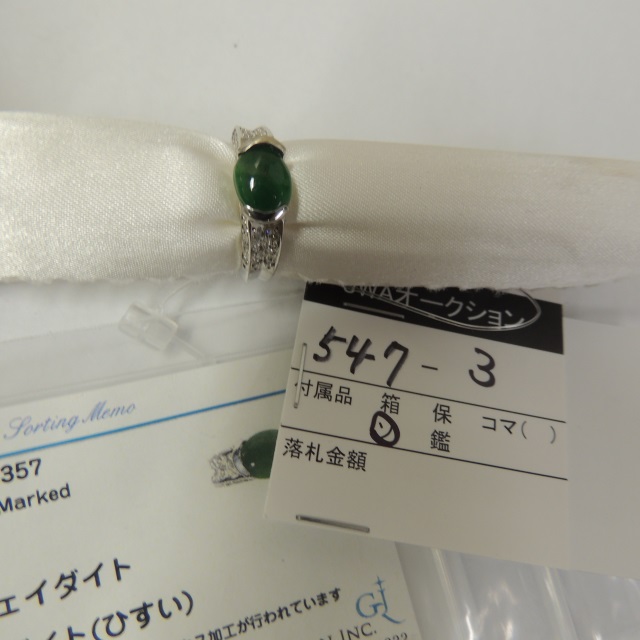 オークション
547-3
付属品 箱 保 コマ( )
鑑
落札金額
Sorting Memo
357
Marked
ェイダイト
イト(ひすい)
加工が行われています
INC.